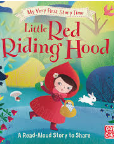 My Very First Story Time
Little Red
Riding Hood
A Read-Aloud Story to Share